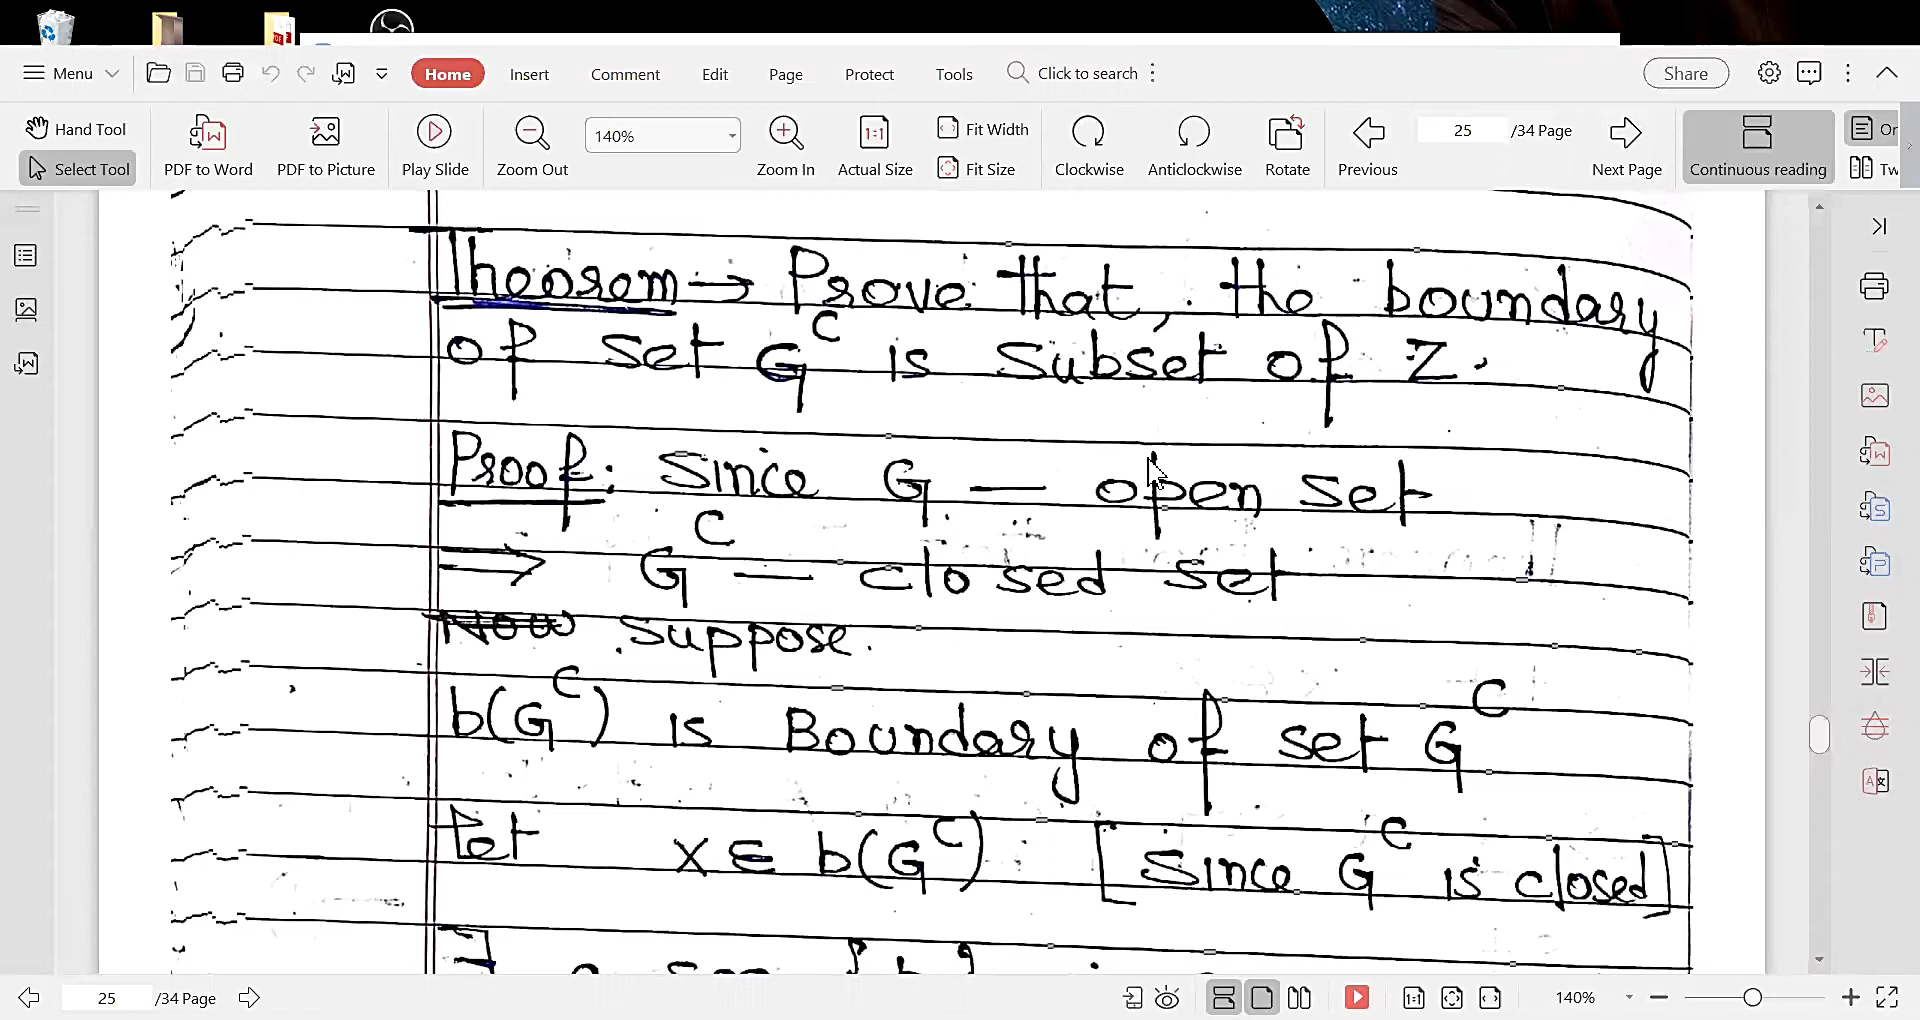 Menu
Home
Insert
Comment
Edit
Page
Protect
Tools
Click to search
Share
Hand Tool
Select Tool
PDF to Word
PDF to Picture
Play Slide
Zoom Out
140%
Zoom In
1:1
Actual Size
Fit Width
Fit Size
Clockwise
Anticlockwise
Rotate
Previous
25 /34 Page
Next Page
Continuous reading
Theorem → Prove that, the boundary
of set G^C is subset of Z.
Proof: Since G — open set
⇒ G^C — closed set
Now suppose.
b(G^C) is Boundary of set G^C
Let x ∈ b(G^C) [Since G^C is closed]
25 /34 Page
140%